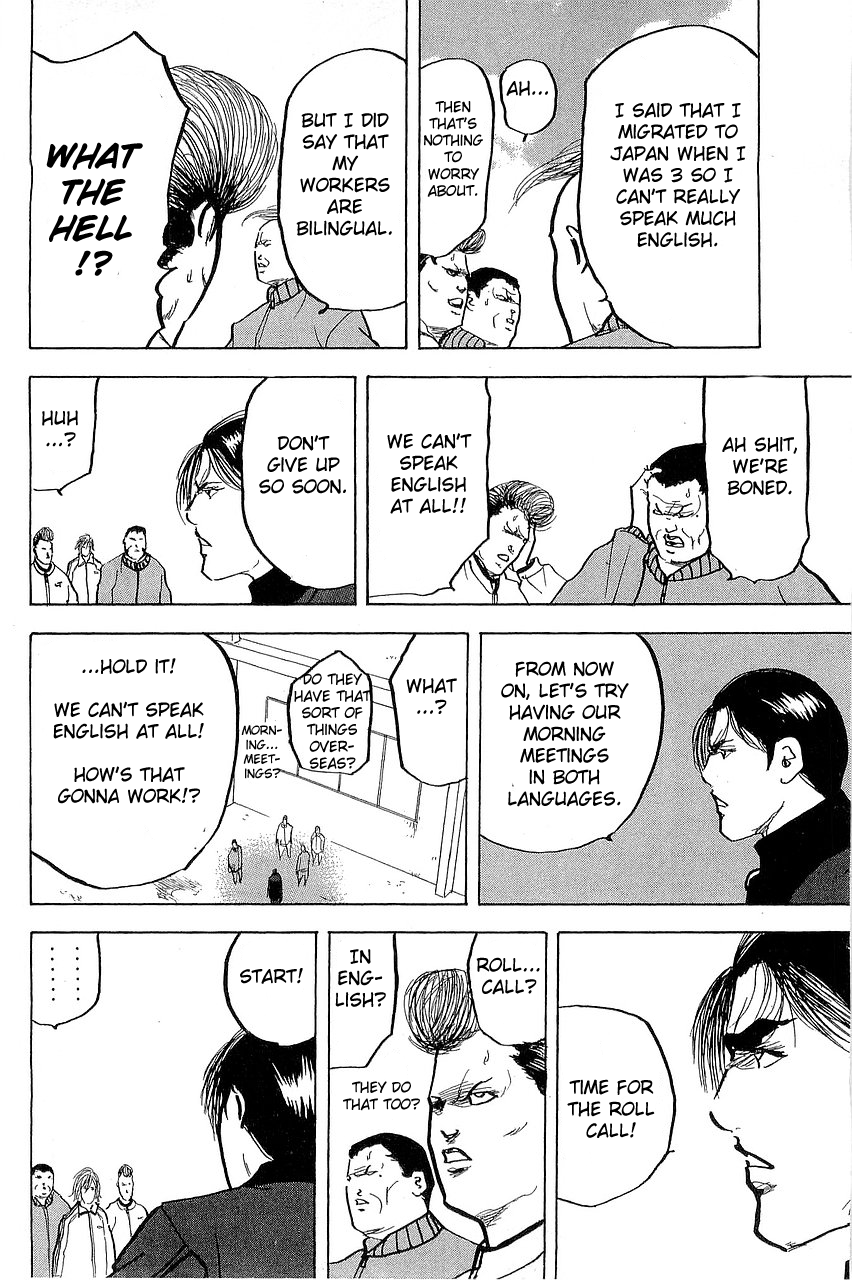 I SAID THAT I
MIGRATED TO
JAPAN WHEN I
WAS 3 SO I
CAN'T REALLY
SPEAK MUCH
ENGLISH.
AH...
THEN
THAT'S
NOTHING
TO
WORRY
ABOUT.
BUT I DID
SAY THAT
MY
WORKERS
ARE
BILINGUAL.
WHAT
THE
HELL
!?
AH SHIT,
WE'RE
BONED.
WE CAN'T
SPEAK
ENGLISH
AT ALL!!
DON'T
GIVE UP
SO SOON.
HUH
...?
FROM NOW
ON, LET'S TRY
HAVING OUR
MORNING
MEETINGS
IN BOTH
LANGUAGES.
WHAT
...?
DO THEY
HAVE THAT
SORT OF
THINGS
OVER-
SEAS?
MORN-
ING...
MEET-
INGS?
...HOLD IT!
WE CAN'T SPEAK
ENGLISH AT ALL!
HOW'S THAT
GONNA WORK!?
TIME FOR
THE ROLL
CALL!
ROLL...
CALL?
IN
ENG-
LISH?
THEY DO
THAT TOO?
START!
......